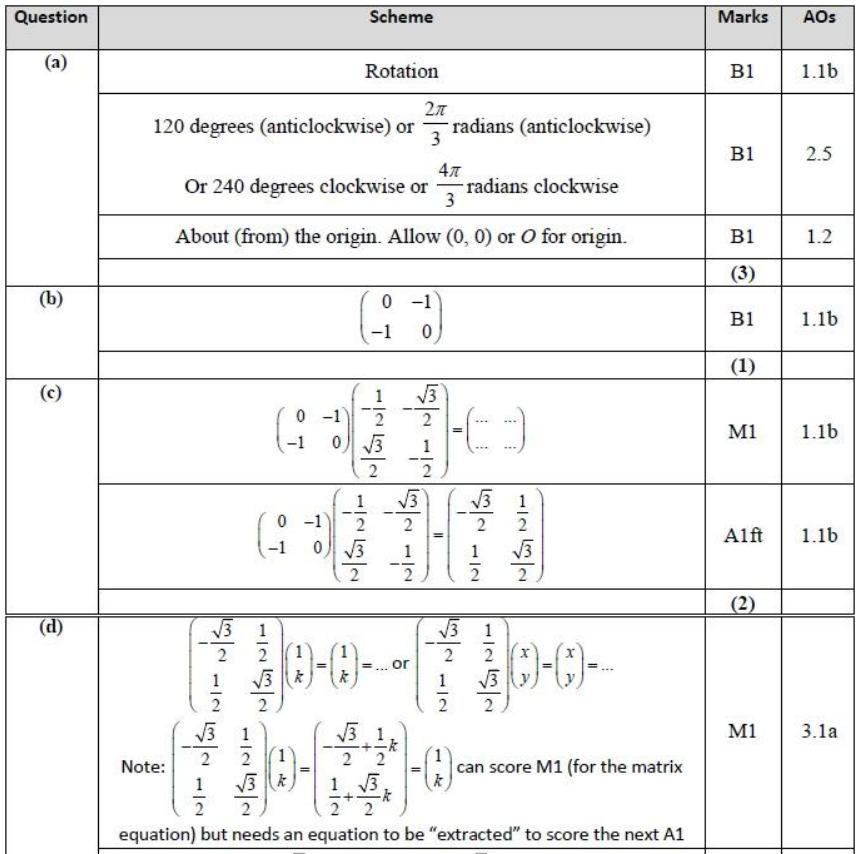 Question Scheme Marks AOs
(a) Rotation B1 1.1b
120 degrees (anticlockwise) or 2π/3 radians (anticlockwise)
Or 240 degrees clockwise or 4π/3 radians clockwise
B1 2.5
About (from) the origin. Allow (0, 0) or O for origin. B1 1.2
(3)
(b) (0 −1; −1 0) B1 1.1b
(1)
(c) (0 −1; −1 0)(−1/2 −√3/2; √3/2 −1/2) = (... ...; ... ...) M1 1.1b
(0 −1; −1 0)(−1/2 −√3/2; √3/2 −1/2) = (−√3/2 1/2; 1/2 √3/2) A1ft 1.1b
(2)
(d) (−√3/2 1/2; 1/2 √3/2)(1; k) = (1; k) = ... or (−√3/2 1/2; 1/2 √3/2)(x; y) = (x; y) = ...
Note: (−√3/2 1/2; 1/2 √3/2)(1; k) = (−√3/2 + 1/2 k; 1/2 + √3/2 k) = (1; k) can score M1 (for the matrix
equation) but needs an equation to be “extracted” to score the next A1
M1 3.1a